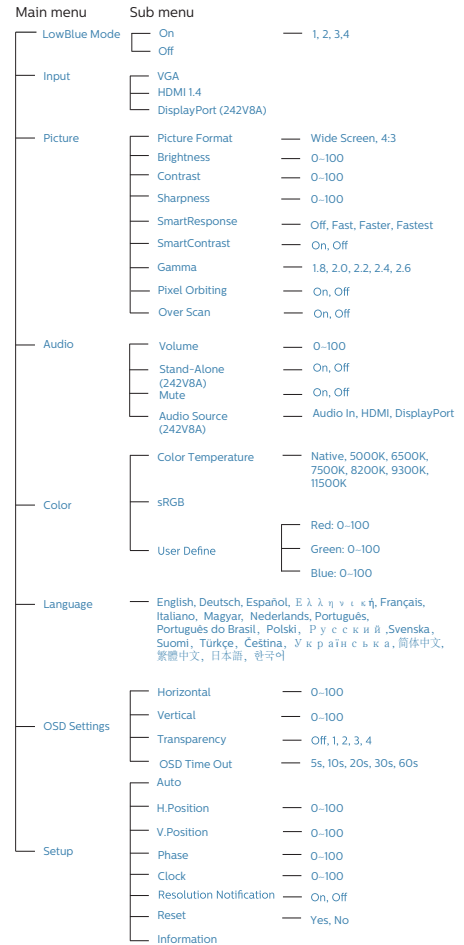 Main menu Sub menu
LowBlue Mode On 1, 2, 3,4
Off
Input VGA
HDMI 1.4
DisplayPort (242V8A)
Picture Picture Format Wide Screen, 4:3
Brightness 0-100
Contrast 0-100
Sharpness 0-100
SmartResponse Off, Fast, Faster, Fastest
SmartContrast On, Off
Gamma 1.8, 2.0, 2.2, 2.4, 2.6
Pixel Orbiting On, Off
Over Scan On, Off
Audio Volume 0-100
Stand-Alone On, Off
(242V8A)
Mute On, Off
Audio Source Audio In, HDMI, DisplayPort
(242V8A)
Color Temperature Native, 5000K, 6500K,
7500K, 8200K, 9300K,
11500K
Color sRGB
Red: 0-100
User Define Green: 0-100
Blue: 0-100
Language English, Deutsch, Español, Ελληνική, Français,
Italiano, Magyar, Nederlands, Português,
Português do Brasil, Polski, Русский ,Svenska,
Suomi, Türkçe, Čeština, Українська, 简体中文,
繁體中文, 日本語, 한국어
Horizontal 0-100
OSD Settings Vertical 0-100
Transparency Off, 1, 2, 3, 4
OSD Time Out 5s, 10s, 20s, 30s, 60s
Auto
H.Position 0-100
V.Position 0-100
Setup Phase 0-100
Clock 0-100
Resolution Notification On, Off
Reset Yes, No
Information